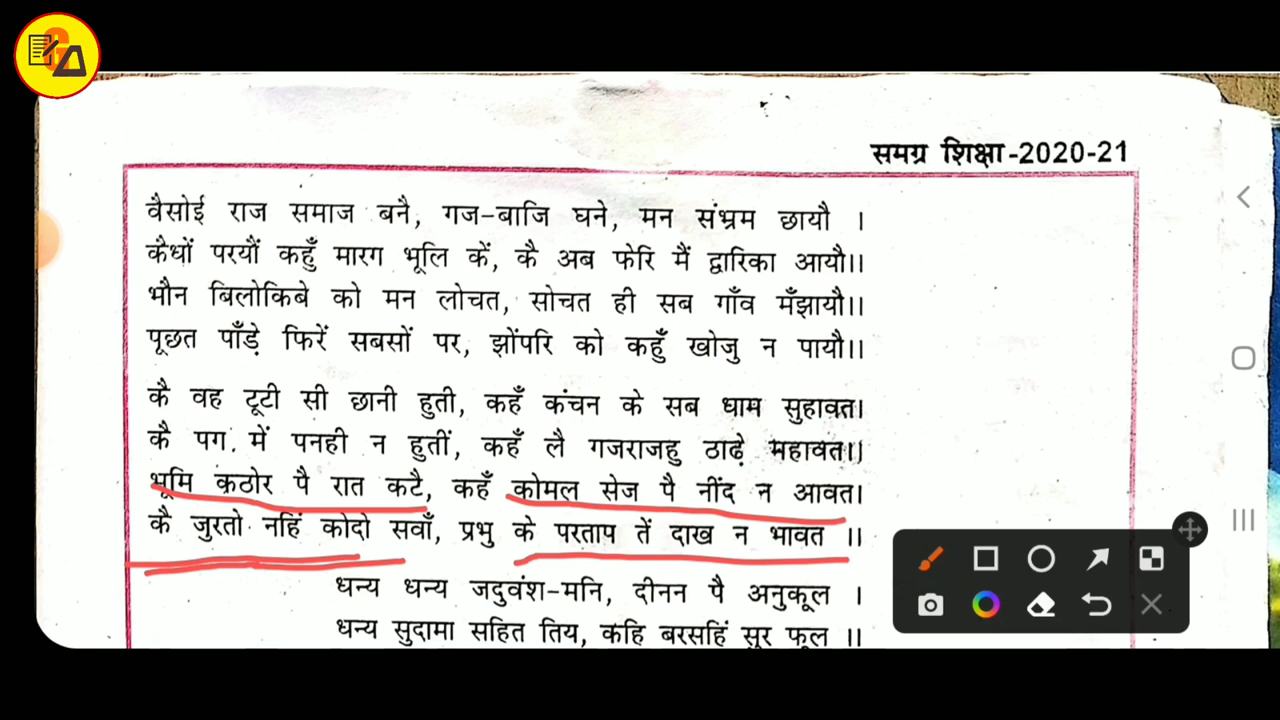 समग्र शिक्षा-2020-21
वैसोई राज समाज बनै, गज-बाजि घने, मन संभ्रम छायौ ।
कैधों परयौं कहुँ मारग भूलि कें, कै अब फेरि मैं द्वारिका आयौ।।
भौन बिलोकिबे को मन लोचत, सोचत ही सब गाँव मँझायौ।।
पूछत पाँड़े फिरें सबसों पर, झोंपरि को कहुँ खोजु न पायौ।।
कै वह टूटी सी छानी हुती, कहँ कंचन के सब धाम सुहावत।
कै पग में पनही न हुतीं, कहँ लै गजराजहु ठाढ़े महावत।।
भूमि कठोर पै रात कटै, कहँ कोमल सेज पै नींद न आवत।
कै जुरतो नहिं कोदो सवाँ, प्रभु के परताप तें दाख न भावत ।।
धन्य धन्य जदुवंश-मनि, दीनन पै अनुकूल ।
धन्य सुदामा सहित तिय, कहि बरसहिं सुर फूल ।।